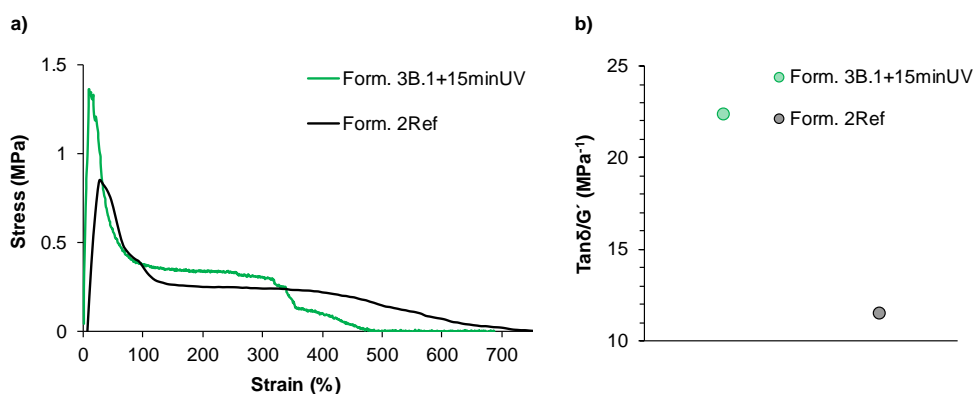 a)
1.5
1
0.5
0
Stress (MPa)
0 100 200 300 400 500 600 700
Strain (%)
Form. 3B.1+15minUV
Form. 2Ref
b)
25
20
15
10
Tanδ/G´ (MPa⁻¹)
Form. 3B.1+15minUV
Form. 2Ref